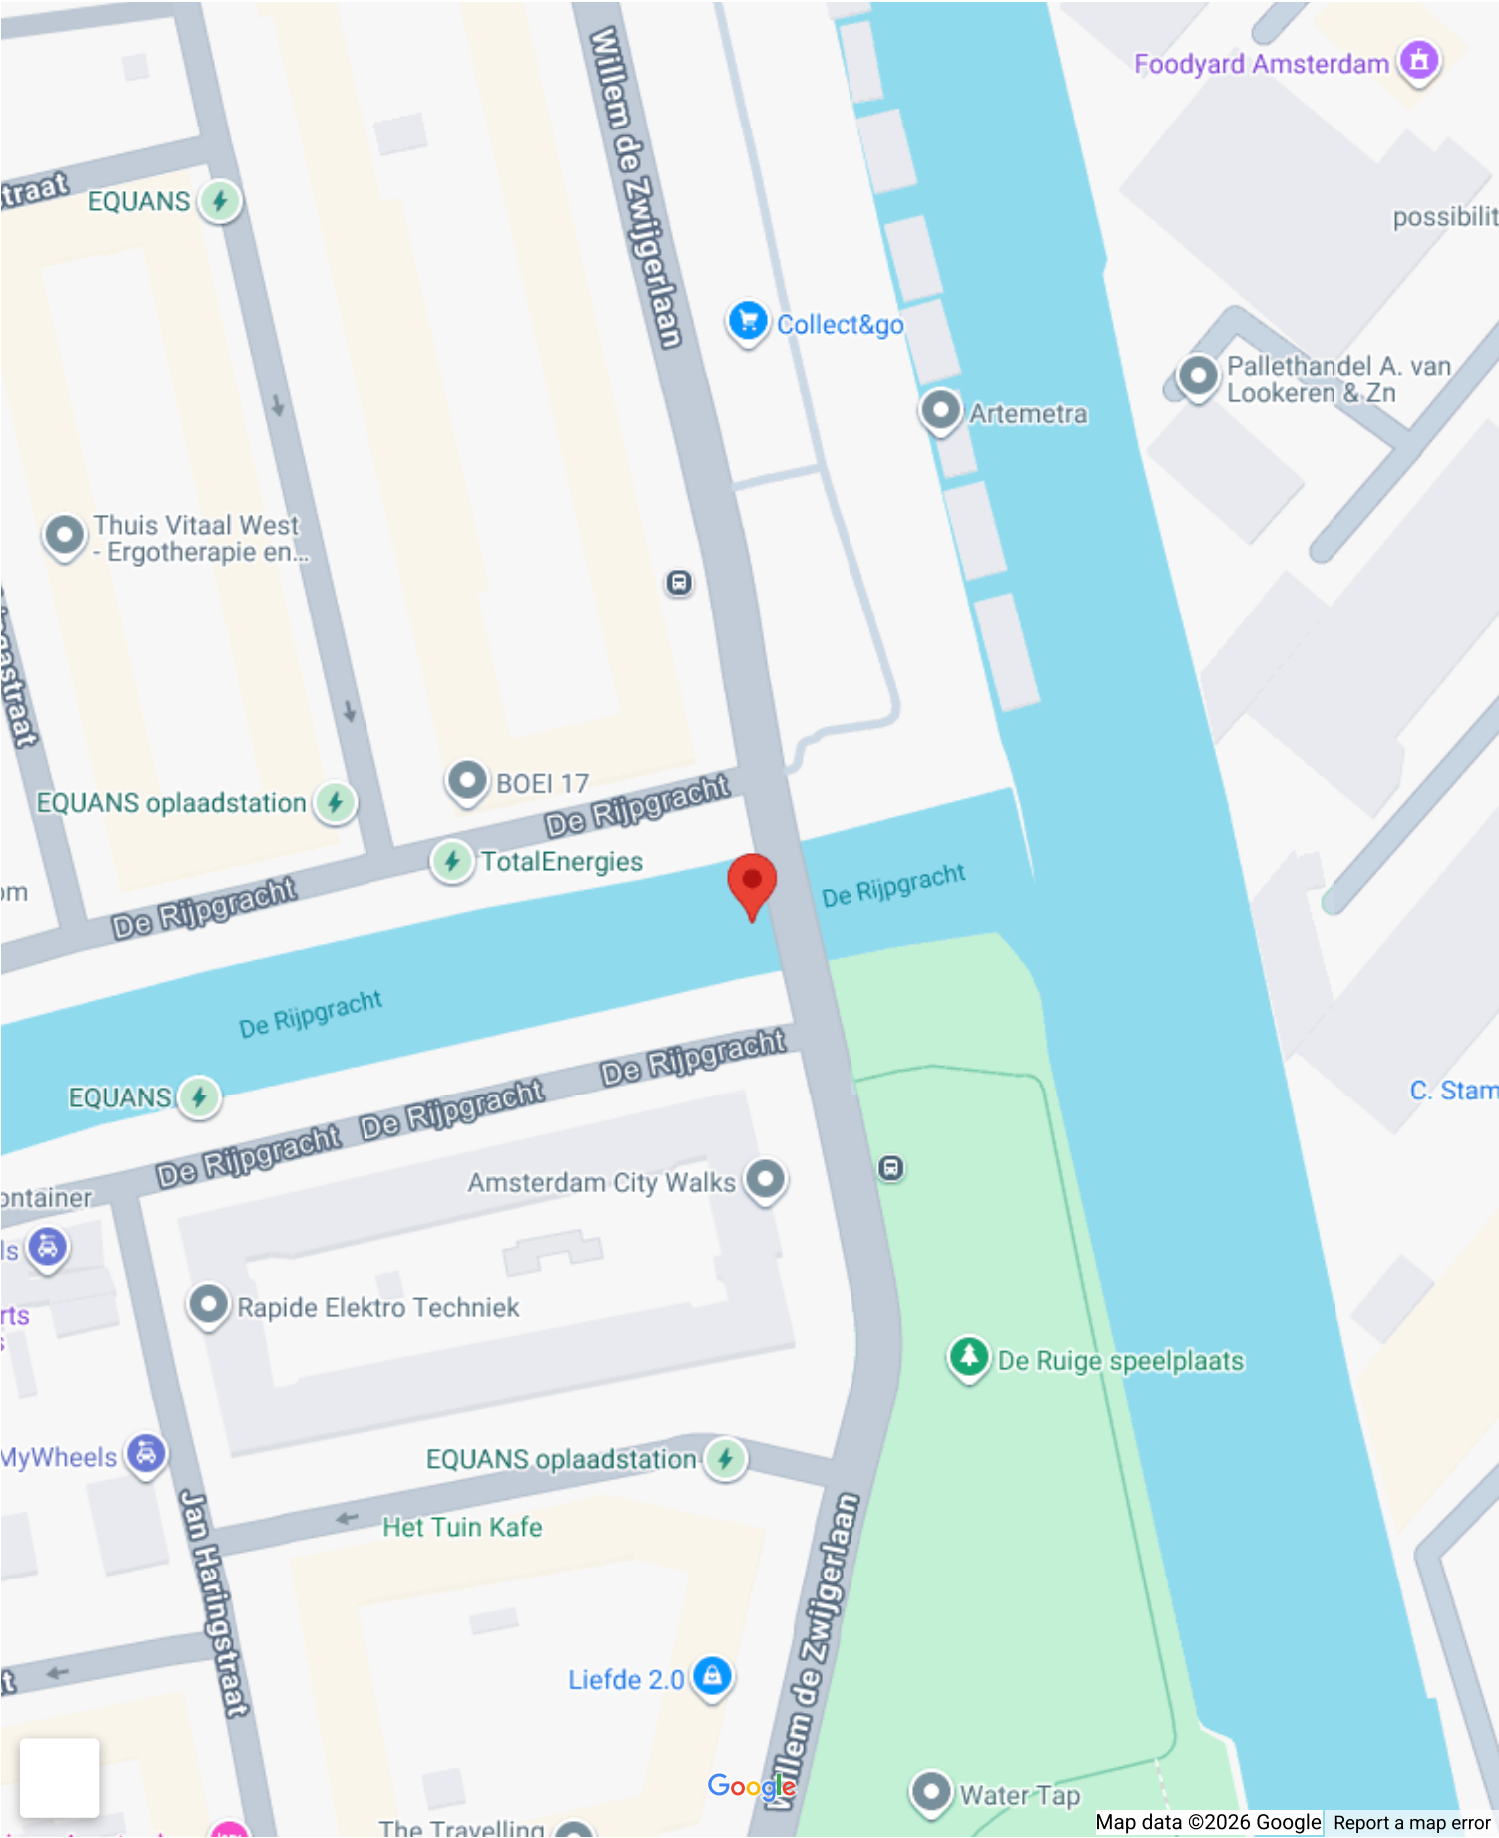 Willem de Zwijgerlaan
Foodyard Amsterdam
traat
EQUANS
possibilit
Collect&go
Pallethandel A. van
Lookeren & Zn
Artemetra
Thuis Vitaal West
- Ergotherapie en...
EQUANS oplaadstation
BOEI 17
De Rijpgracht
TotalEnergies
De Rijpgracht
om
De Rijpgracht
De Rijpgracht
De Rijpgracht
De Rijpgracht
De Rijpgracht
EQUANS
C. Stam
ontainer
Amsterdam City Walks
ls
Rapide Elektro Techniek
rts
s
De Ruige speelplaats
MyWheels
EQUANS oplaadstation
Het Tuin Kafe
Jan Haringstraat
Willem de Zwijgerlaan
t
Liefde 2.0
Google
Water Tap
The Travelling
Map data ©2026 Google
Report a map error